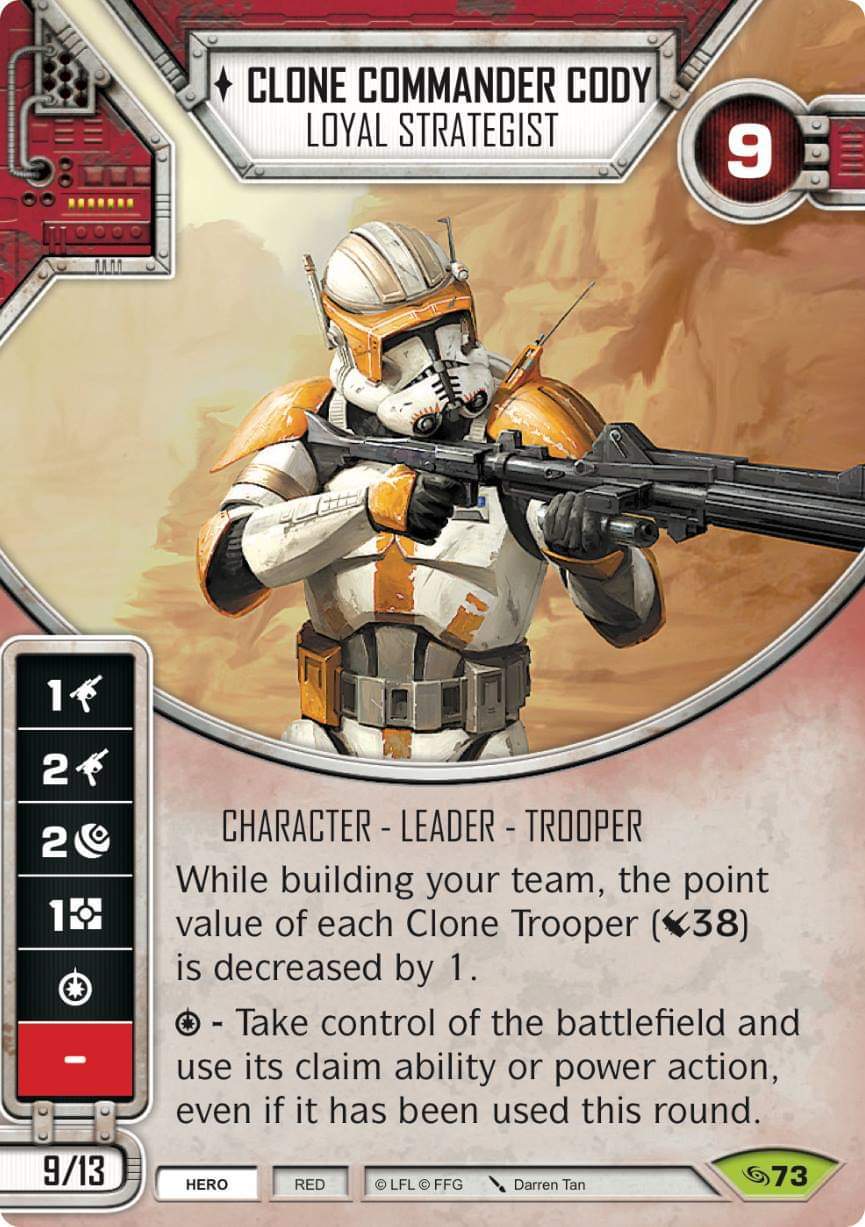 CLONE COMMANDER CODY
LOYAL STRATEGIST
9
1
2
2
1
-
CHARACTER - LEADER - TROOPER
While building your team, the point
value of each Clone Trooper (38)
is decreased by 1.
- Take control of the battlefield and
use its claim ability or power action,
even if it has been used this round.
9/13
HERO
RED
© LFL © FFG
Darren Tan
73